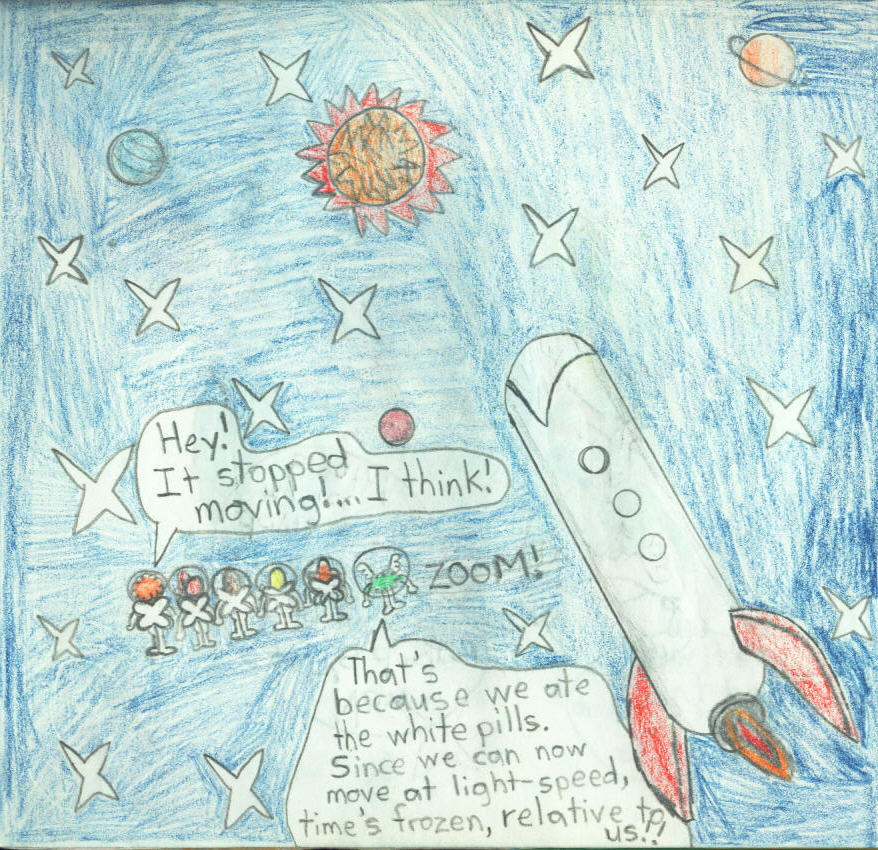 Hey!
It stopped
moving!...I think!
ZOOM!
That's
because we ate
the white pills.
Since we can now
move at light-speed,
time's frozen, relative to
us!!